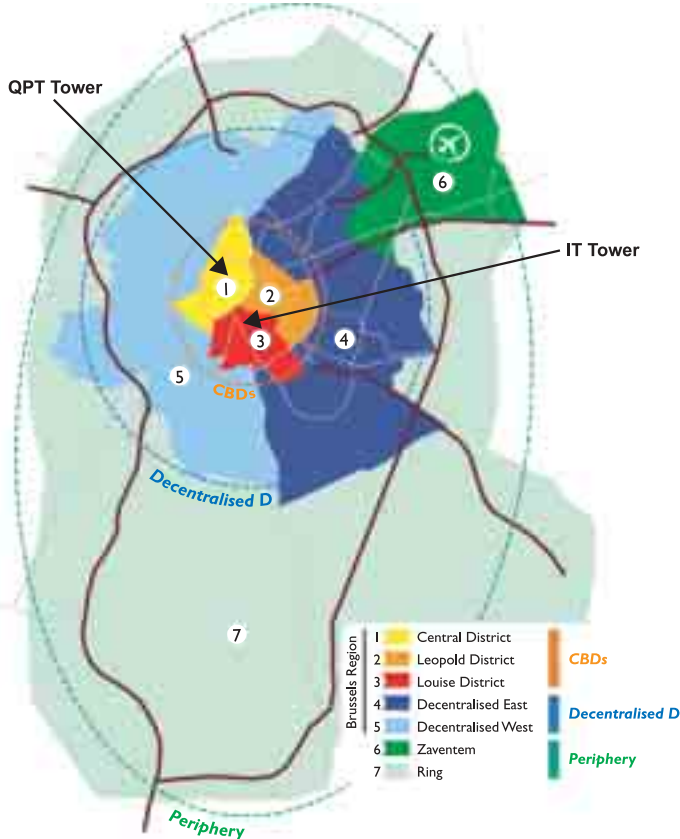 QPT Tower
6
IT Tower
1
2
3
4
5
CBDs
Decentralised D
7
Brussels Region
1 Central District
2 Leopold District
3 Louise District
4 Decentralised East
5 Decentralised West
6 Zaventem
7 Ring
CBDs
Decentralised D
Periphery
Periphery